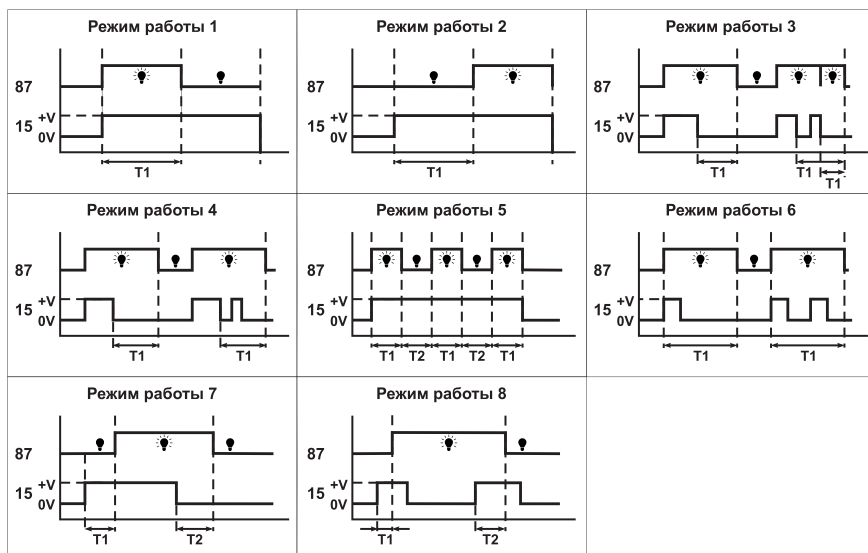 Режим работы 1
87
15 +V
0V
T1
Режим работы 2
87
15 +V
0V
T1
Режим работы 3
87
15 +V
0V
T1 T1
T1
Режим работы 4
87
15 +V
0V
T1 T1
Режим работы 5
87
15 +V
0V
T1 T2 T1 T2 T1
Режим работы 6
87
15 +V
0V
T1 T1
Режим работы 7
87
15 +V
0V
T1 T2
Режим работы 8
87
15 +V
0V
T1 T2